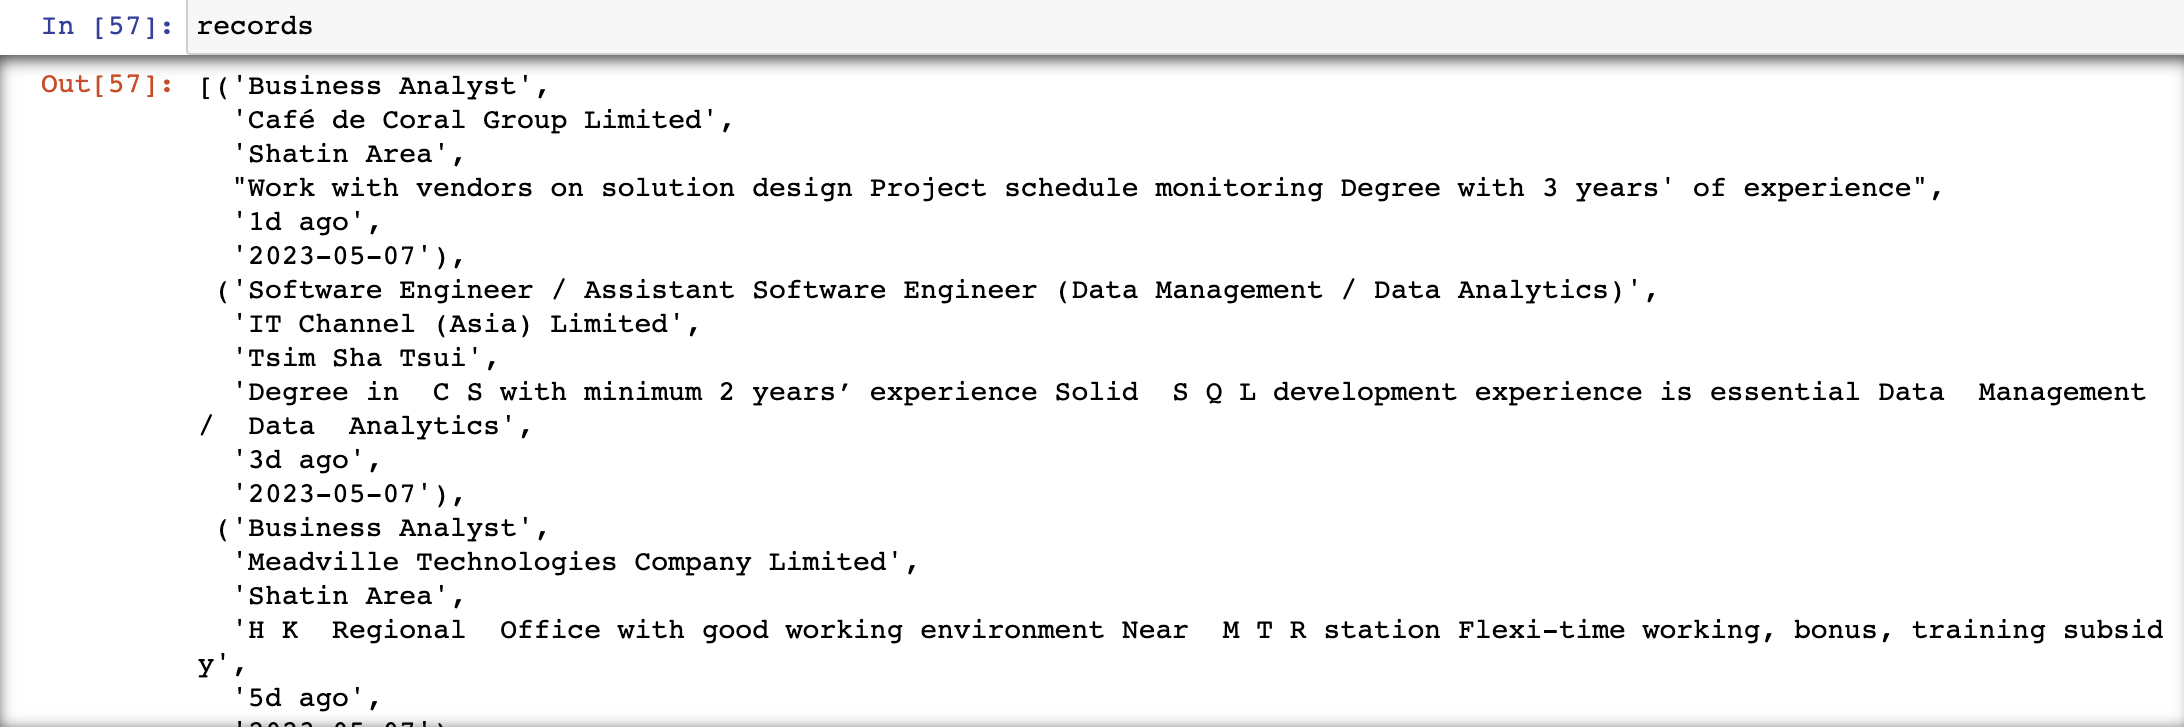 In [57]: records
Out[57]: [('Business Analyst',
'Café de Coral Group Limited',
'Shatin Area',
"Work with vendors on solution design Project schedule monitoring Degree with 3 years' of experience",
'1d ago',
'2023-05-07'),
('Software Engineer / Assistant Software Engineer (Data Management / Data Analytics)',
'IT Channel (Asia) Limited',
'Tsim Sha Tsui',
'Degree in  C S with minimum 2 years’ experience Solid  S Q L development experience is essential Data  Management
/  Data  Analytics',
'3d ago',
'2023-05-07'),
('Business Analyst',
'Meadville Technologies Company Limited',
'Shatin Area',
'H K  Regional  Office with good working environment Near  M T R station Flexi-time working, bonus, training subsid
y',
'5d ago',
'2023-05-07')